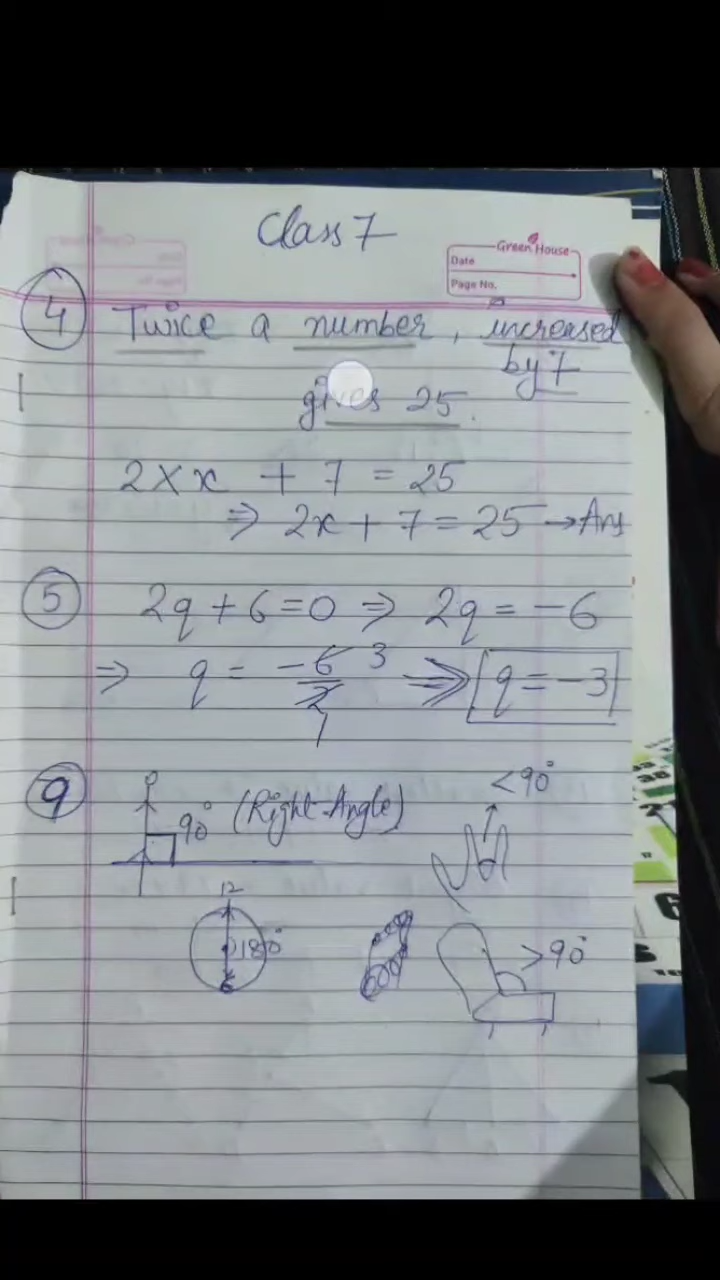 Class 7
Green House
Date
Page No.
4 Twice a number, increased
by 7
gives 25.
2 × x + 7 = 25
⇒ 2x + 7 = 25 → Ans
5 2q + 6 = 0 ⇒ 2q = -6
⇒ q = -6/2 3 ⇒ q = -3
1
9 90° (Right-Angle) < 90°
12
180°
6
> 90°